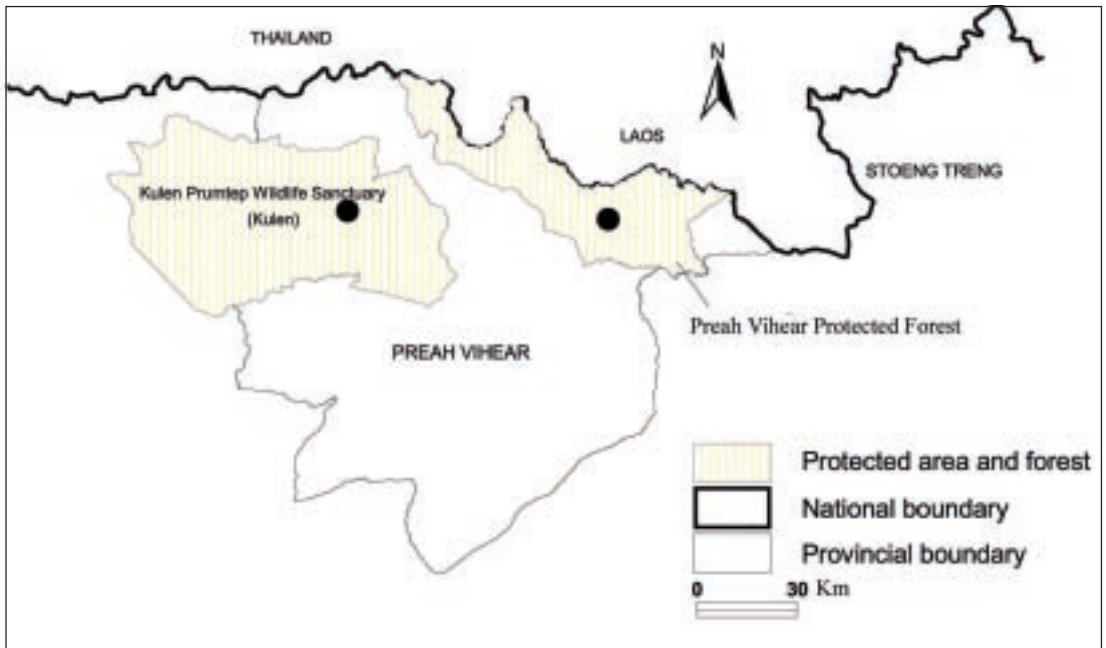 THAILAND
N
LAOS
STOENG TRENG
Kulen Prumtep Wildlife Sanctuary
(Kulen)
Preah Vihear Protected Forest
PREAH VIHEAR
Protected area and forest
National boundary
Provincial boundary
0 30 Km